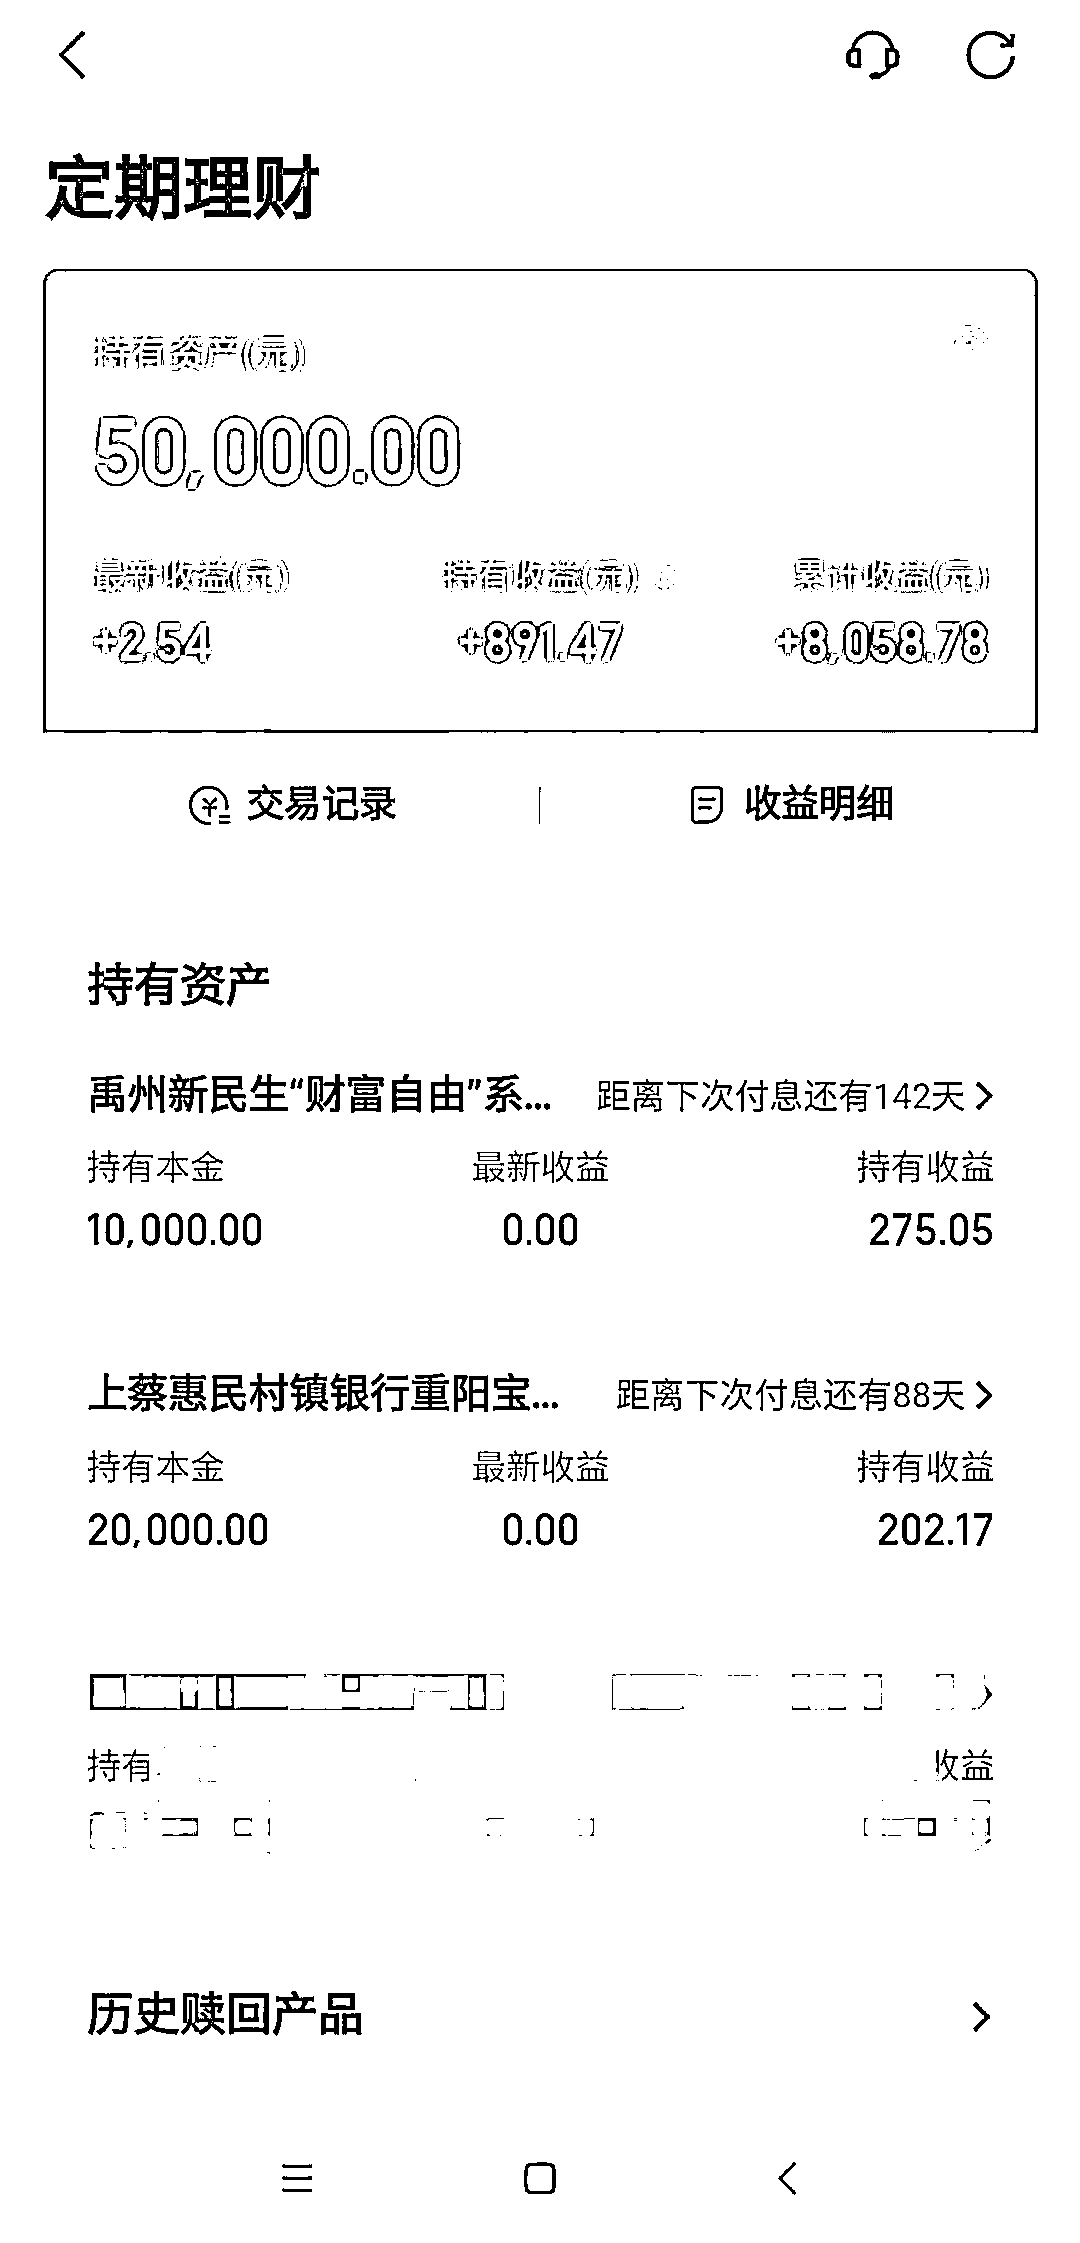 定期理财
持有资产(元)
50,000.00
最新收益(元) 持有收益(元) 累计收益(元)
+2.54 +891.47 +8,058.78
交易记录 收益明细
持有资产
禹州新民生“财富自由”系... 距离下次付息还有142天
持有本金 最新收益 持有收益
10,000.00 0.00 275.05
上蔡惠民村镇银行重阳宝... 距离下次付息还有88天
持有本金 最新收益 持有收益
20,000.00 0.00 202.17
持有 收益
历史赎回产品